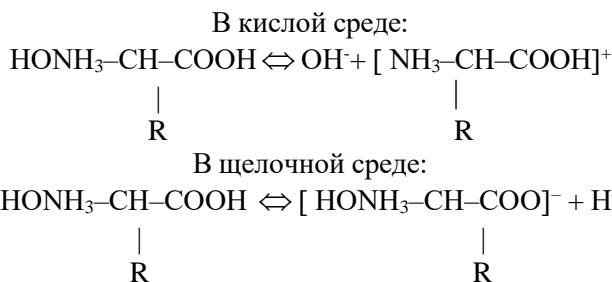 В кислой среде:
HONH₃–CH–COOH ⇔ OH⁻ + [ NH₃–CH–COOH]⁺
| |
R R
В щелочной среде:
HONH₃–CH–COOH ⇔ [ HONH₃–CH–COO]⁻ + H
| |
R R